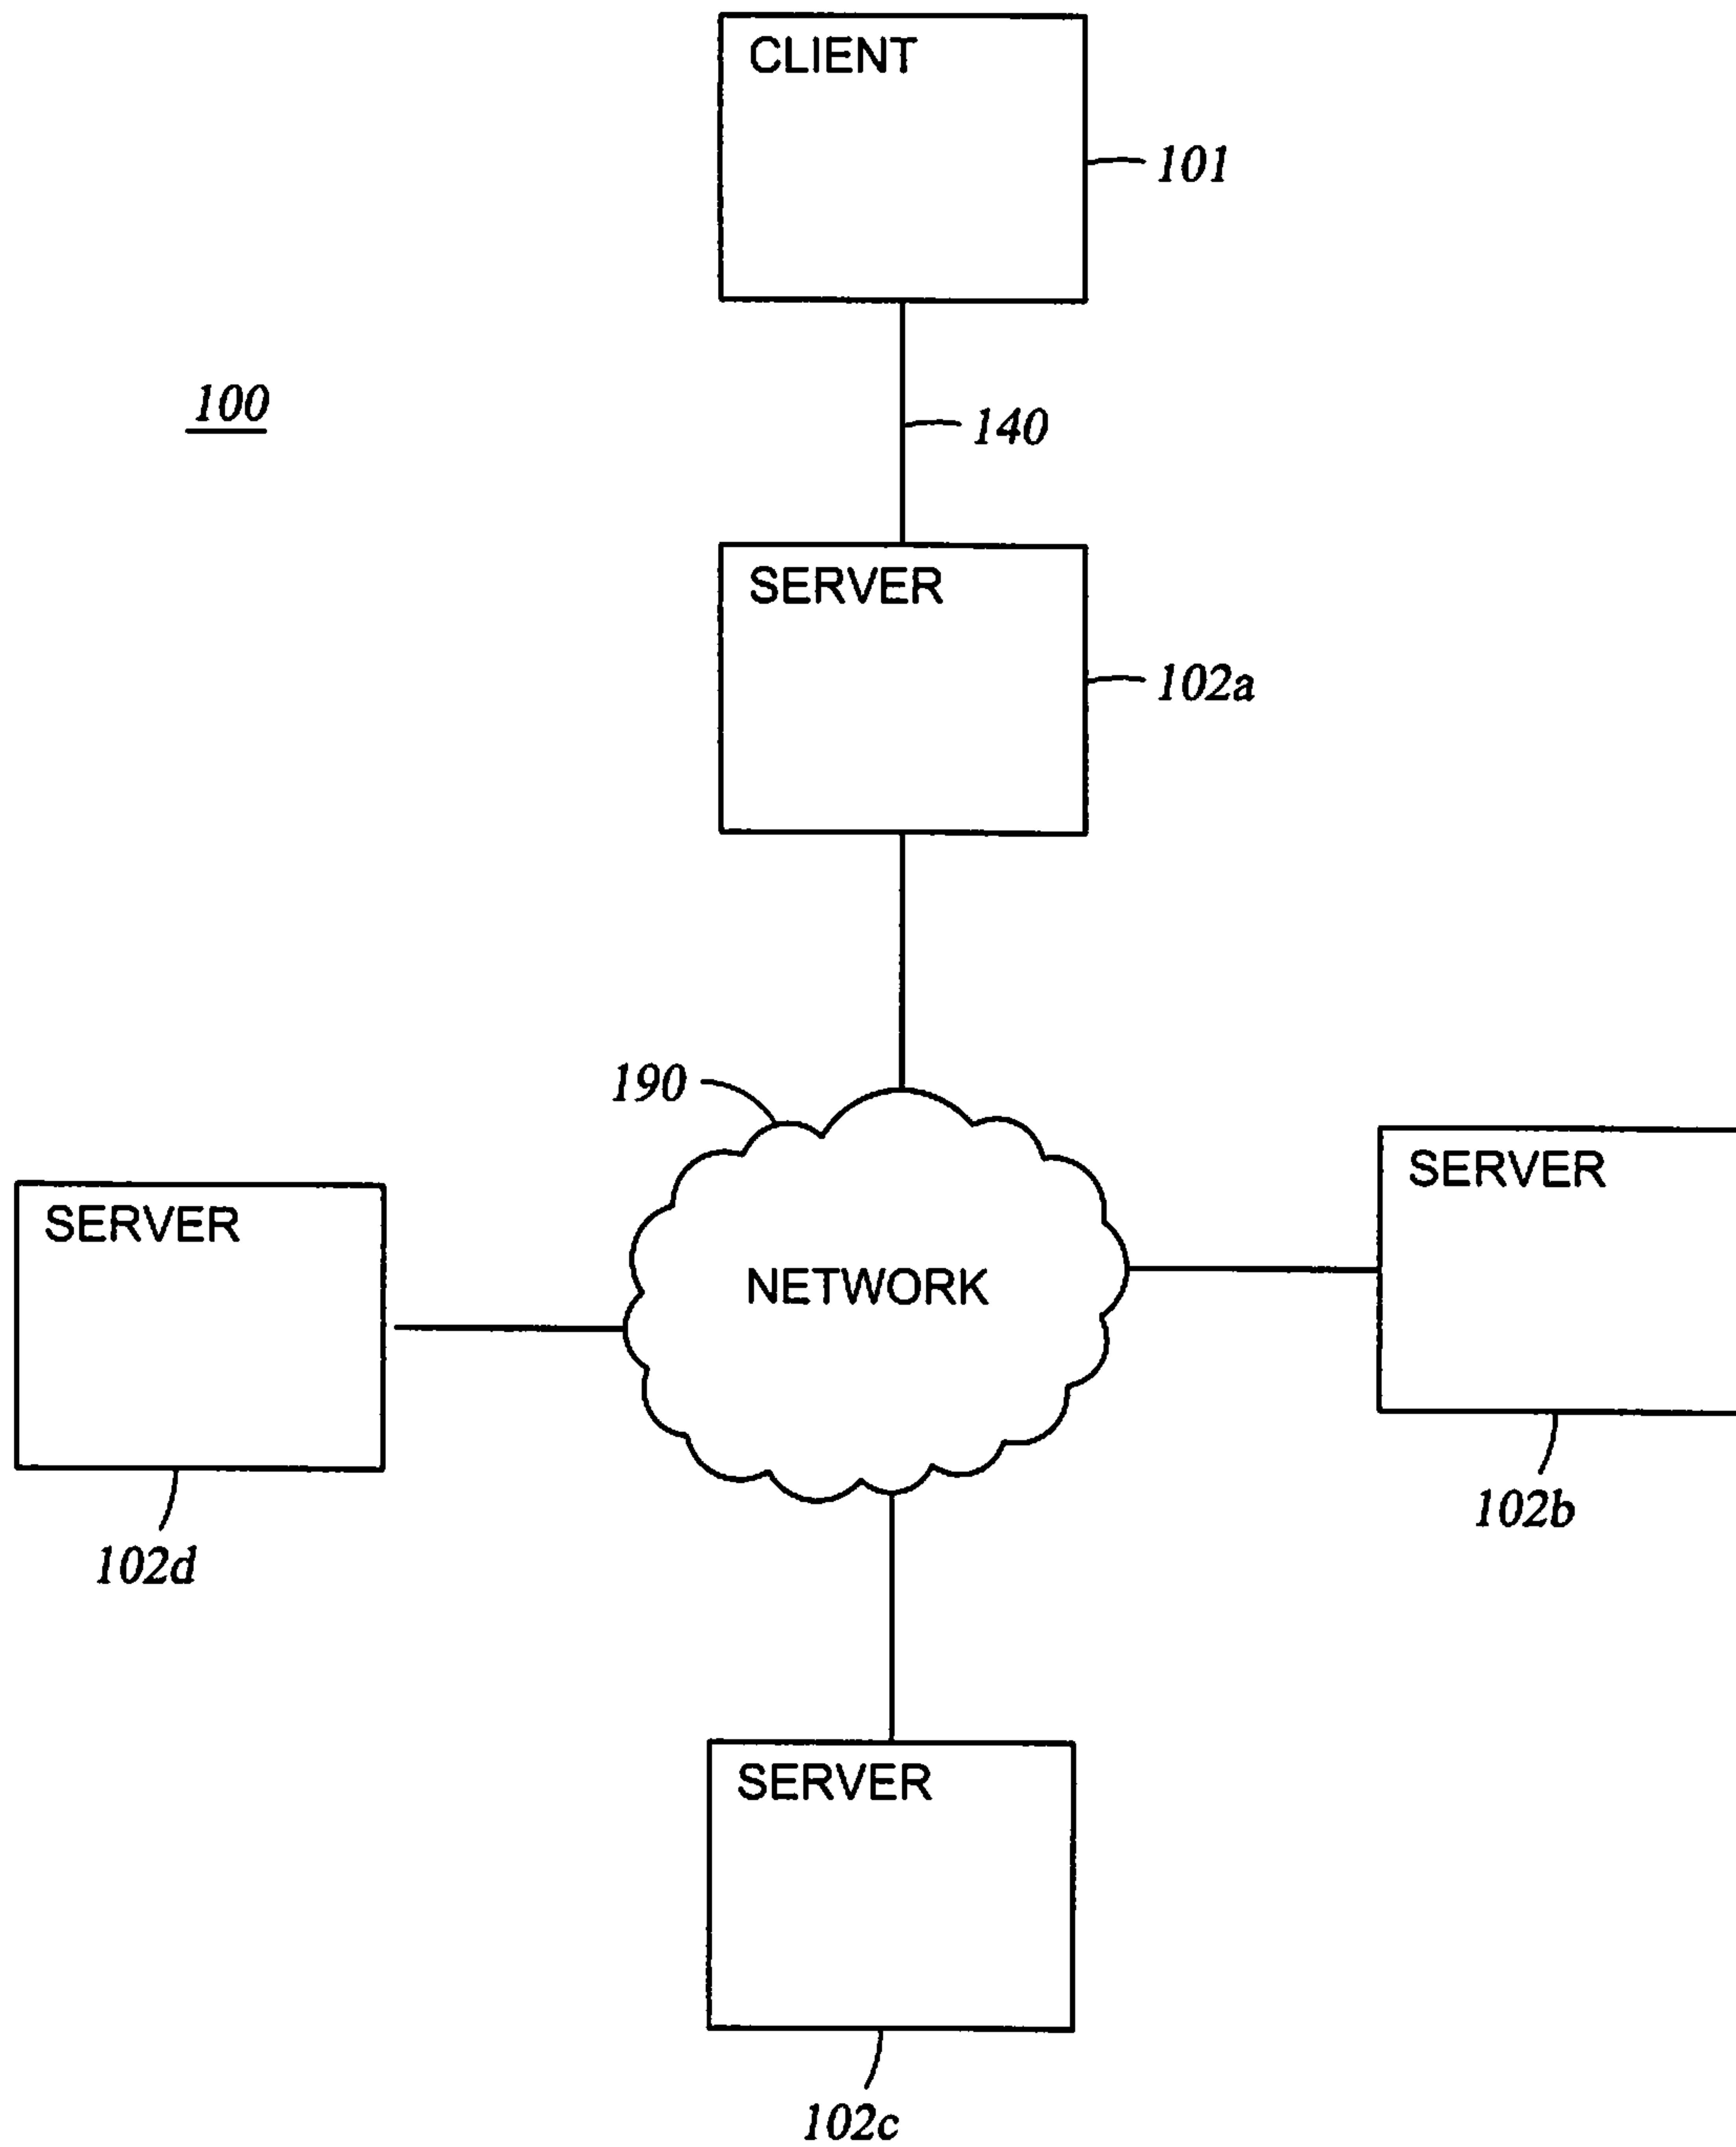 CLIENT
101
100
140
SERVER
102a
190
SERVER
SERVER
NETWORK
102b
102d
SERVER
102c